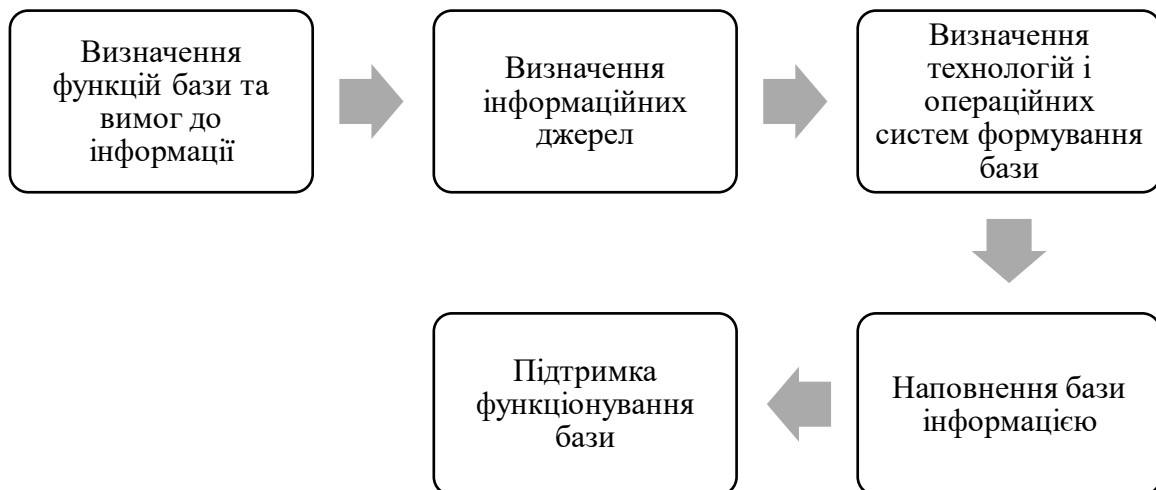 Визначення
функцій бази та
вимог до
інформації
Визначення
інформаційних
джерел
Визначення
технологій і
операційних
систем формування
бази
Наповнення бази
інформацією
Підтримка
функціонування
бази